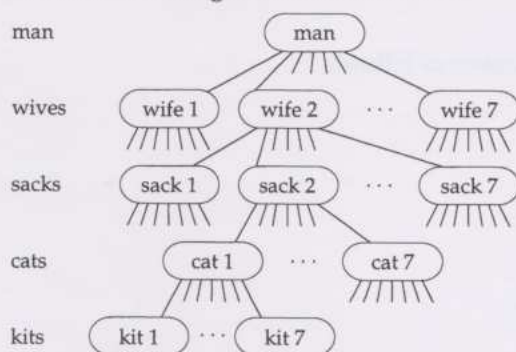 man man
wives wife 1 wife 2 ··· wife 7
sacks sack 1 sack 2 ··· sack 7
cats cat 1 ··· cat 7
kits kit 1 ··· kit 7